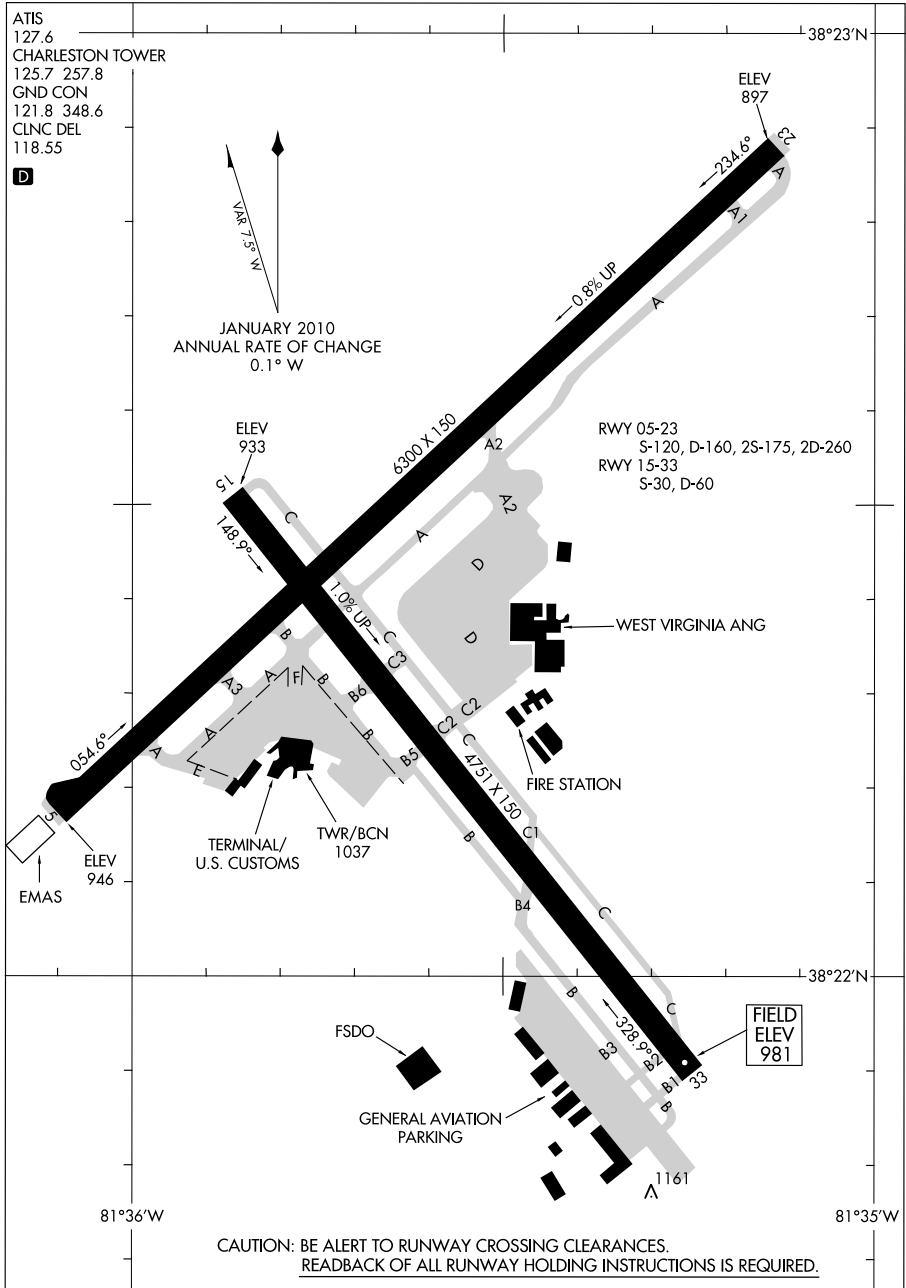 ATIS
127.6
CHARLESTON TOWER
125.7 257.8
GND CON
121.8 348.6
CLNC DEL
118.55
D
38°23'N
ELEV
897
23
234.6°
A
A1
VAR 7.5° W
0.8% UP
A
JANUARY 2010
ANNUAL RATE OF CHANGE
0.1° W
6300 X 150
RWY 05-23
S-120, D-160, 2S-175, 2D-260
RWY 15-33
S-30, D-60
ELEV
933
15
A2
A2
C
148.9°
A
D
1.0% UP
WEST VIRGINIA ANG
B
C
D
C3
A3
A
F
B
B6
A
B
C2
C2
054.6°
A
E
B5
C
4751 X 150
FIRE STATION
5
TERMINAL/
U.S. CUSTOMS
TWR/BCN
1037
C1
B
ELEV
946
EMAS
B4
C
38°22'N
B
C
FIELD
ELEV
981
328.9°
FSDO
B3
B2
B1
33
B
GENERAL AVIATION
PARKING
1161
81°36'W
81°35'W
CAUTION: BE ALERT TO RUNWAY CROSSING CLEARANCES.
READBACK OF ALL RUNWAY HOLDING INSTRUCTIONS IS REQUIRED.